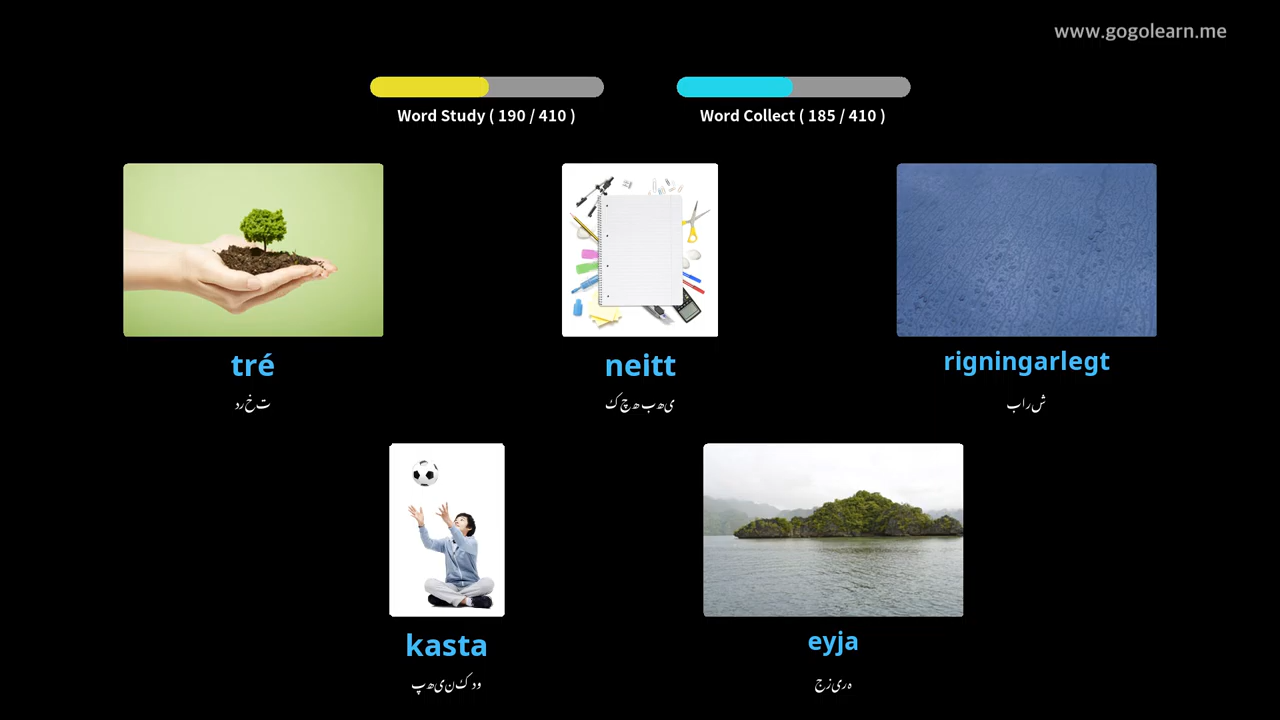 www.gogolearn.me
Word Study ( 190 / 410 )
Word Collect ( 185 / 410 )
tré
درخت
neitt
کچھ بھی
rigningarlegt
بارش
kasta
پھینک دو
eyja
جزیرہ